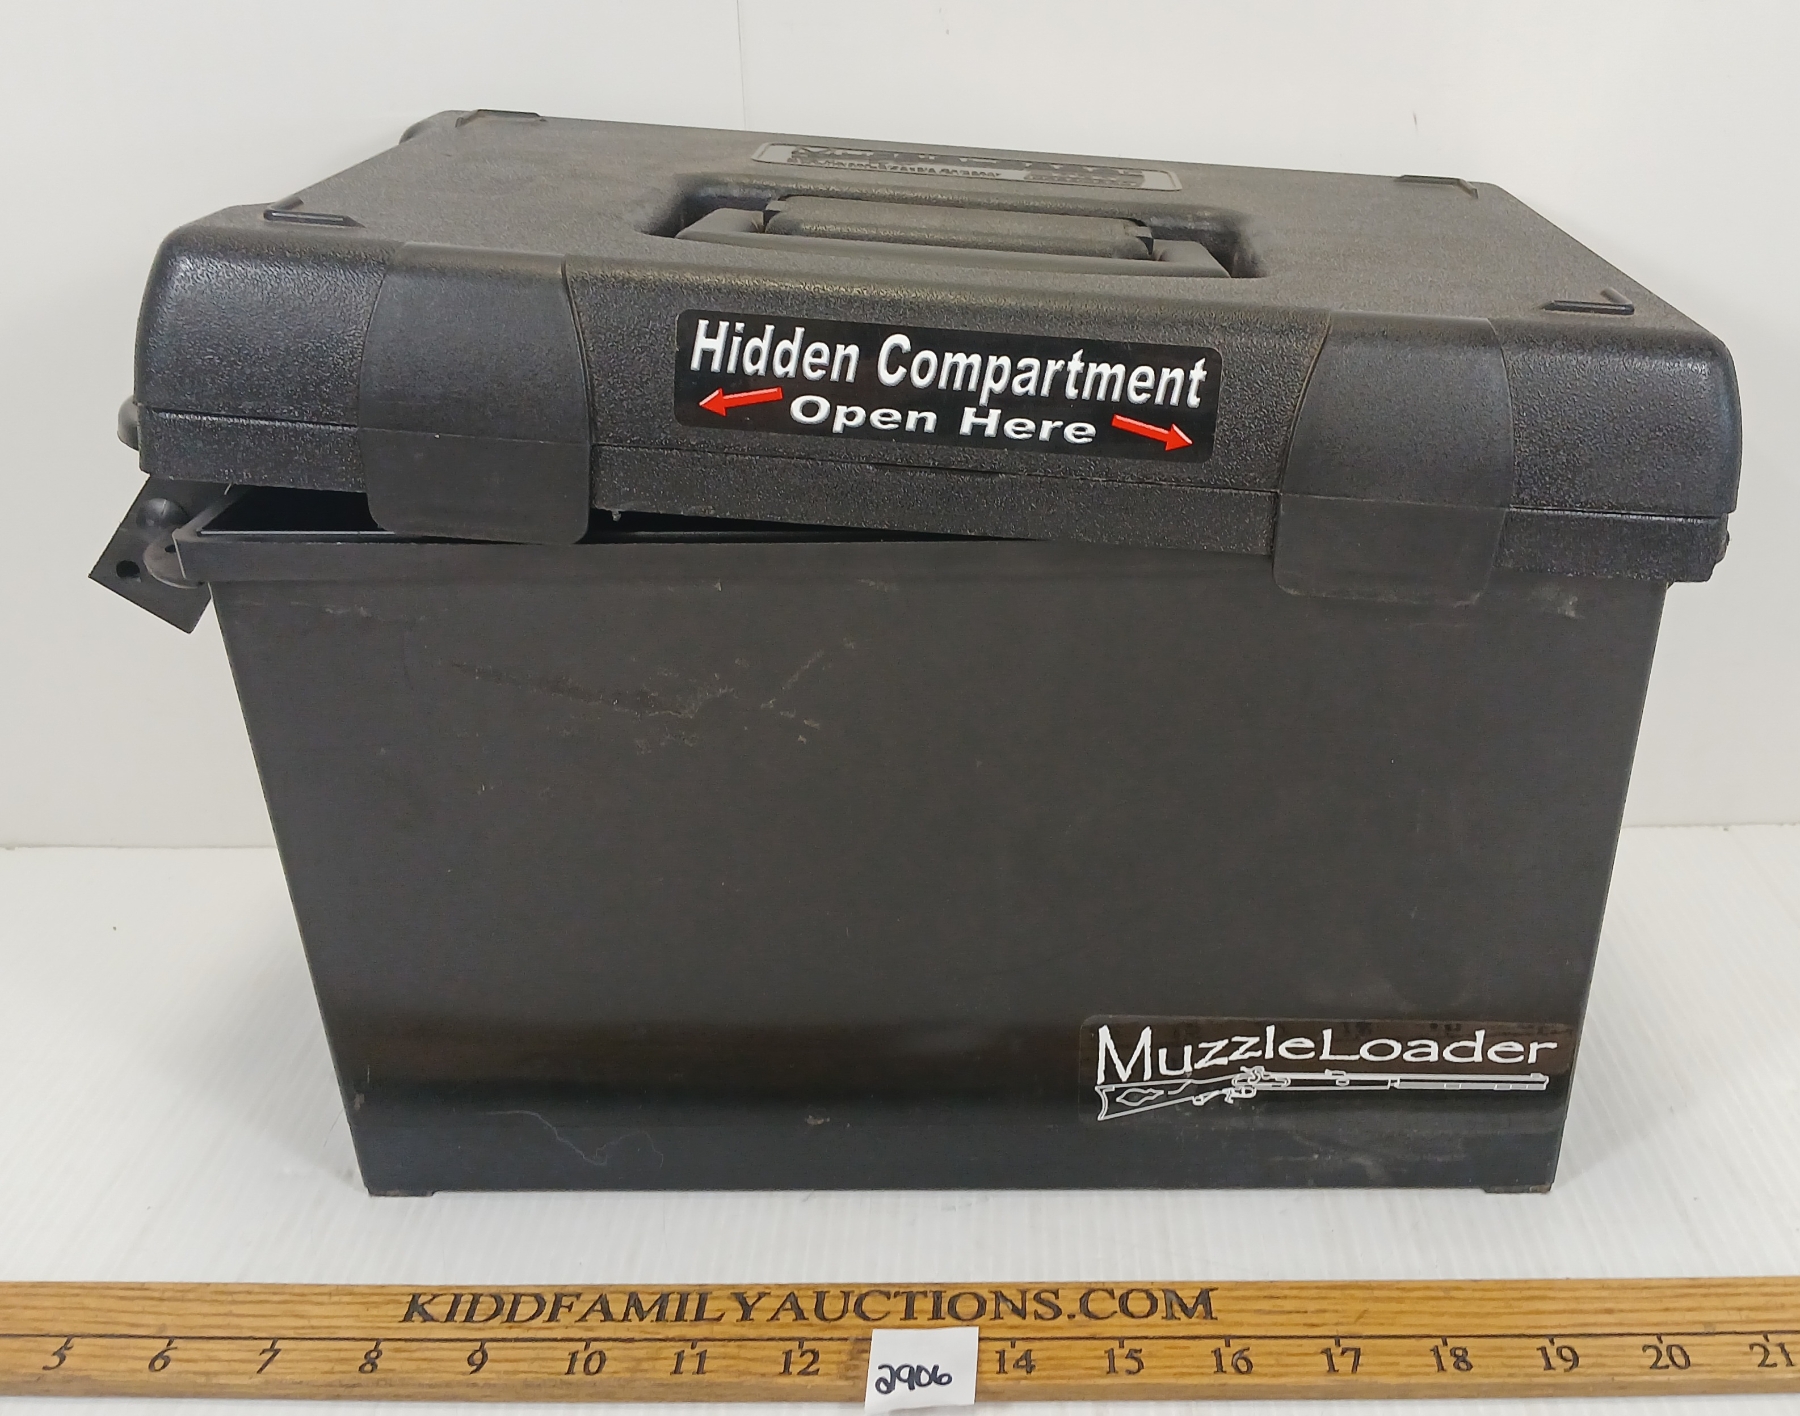 Hidden Compartment
Open Here
MuzzleLoader
KIDDFAMILYAUCTIONS.COM
5 6 7 8 9 10 11 12 2906 14 15 16 17 18 19 20 21